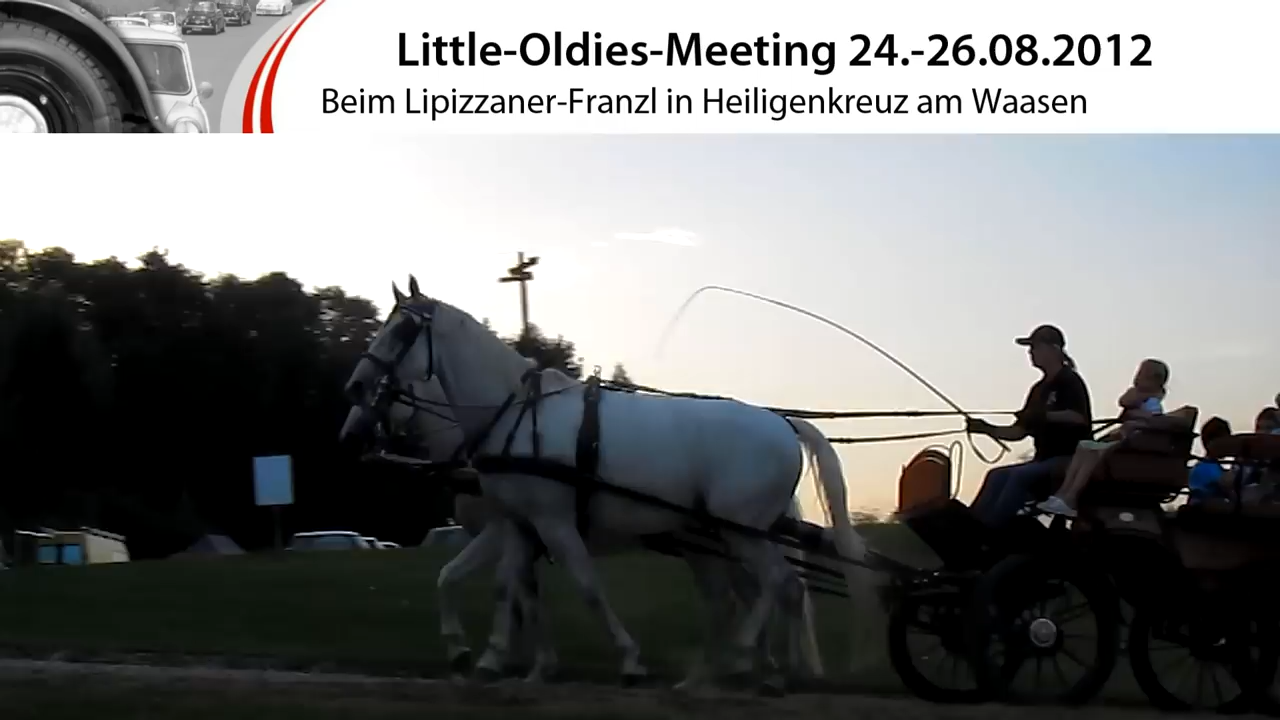 Little-Oldies-Meeting 24.-26.08.2012
Beim Lipizzaner-Franzl in Heiligenkreuz am Waasen